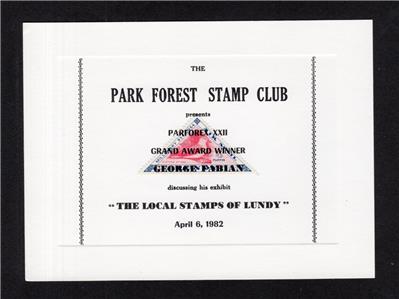 THE
PARK FOREST STAMP CLUB
presents
PARFOREX XXII
GRAND AWARD WINNER
GEORGE FABIAN
discussing his exhibit
"THE LOCAL STAMPS OF LUNDY"
April 6, 1982